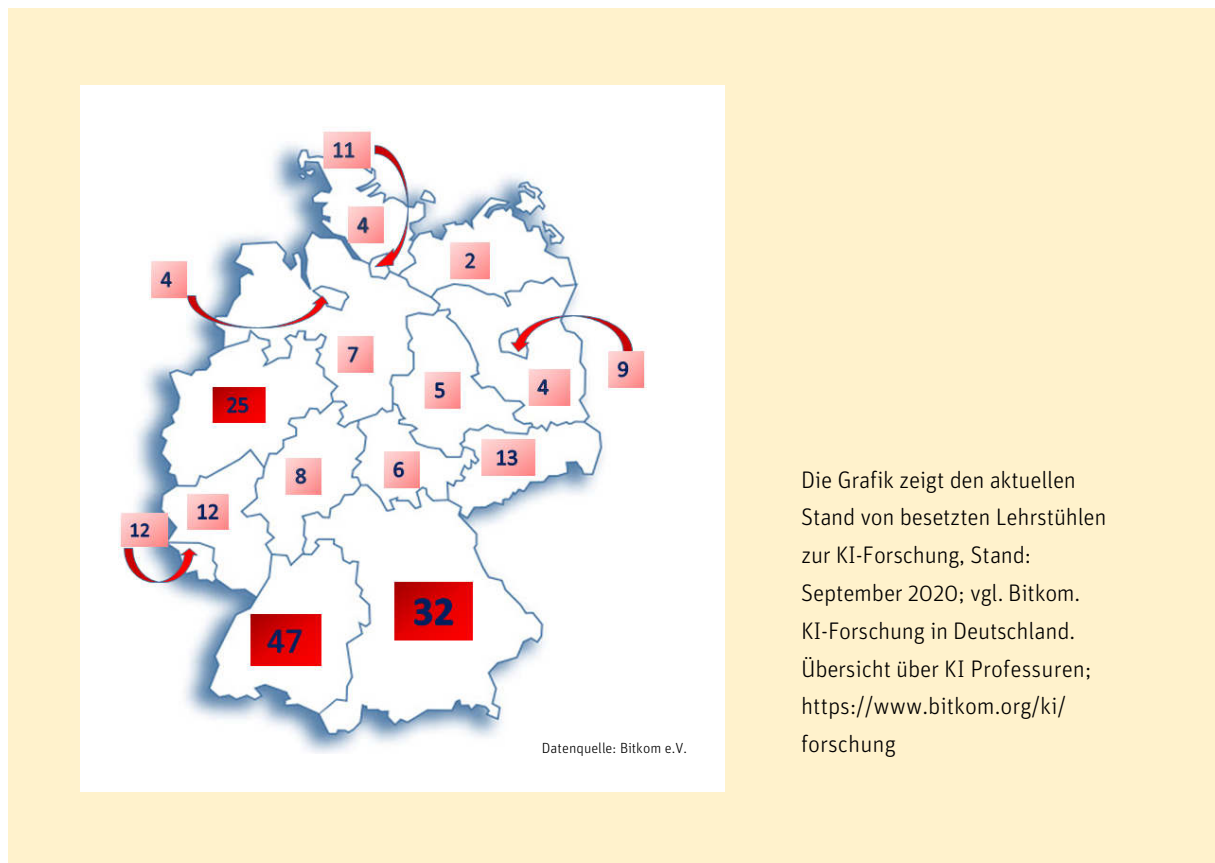 11
4
2
4
7
9
5
4
25
13
6
8
12
12
32
47
Datenquelle: Bitkom e.V.
Die Grafik zeigt den aktuellen
Stand von besetzten Lehrstühlen
zur KI-Forschung, Stand:
September 2020; vgl. Bitkom.
KI-Forschung in Deutschland.
Übersicht über KI Professuren;
https://www.bitkom.org/ki/
forschung